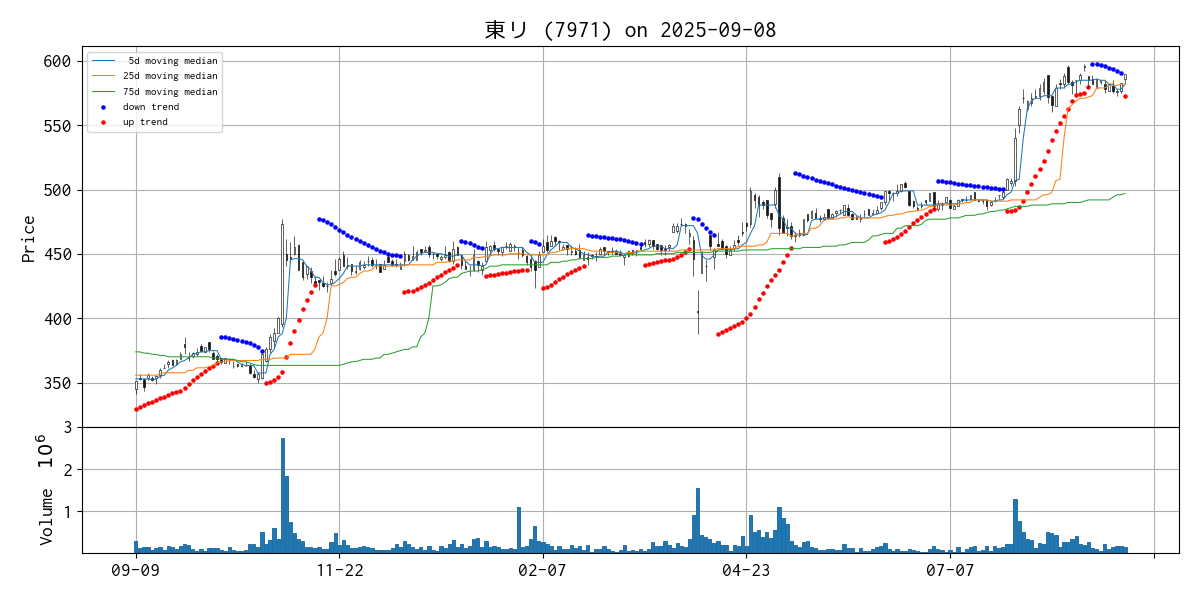 東リ (7971) on 2025-09-08
600
550
500
450
400
350
Price
5d moving median
25d moving median
75d moving median
down trend
up trend
3
2
1
Volume 10^6
09-09
11-22
02-07
04-23
07-07